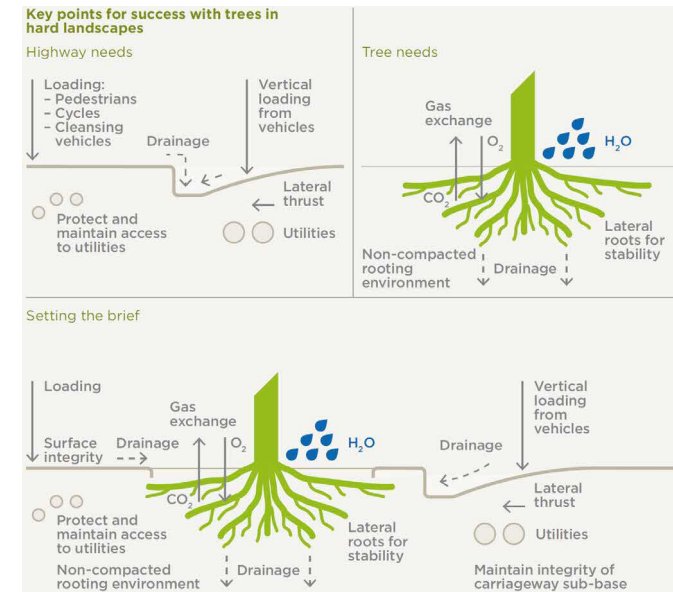 Key points for success with trees in
hard landscapes
Highway needs
Loading:
– Pedestrians
– Cycles
– Cleansing
vehicles
Drainage
Vertical
loading
from
vehicles
Lateral
thrust
Protect and
maintain access
to utilities
Utilities
Tree needs
Gas
exchange
O₂
H₂O
CO₂
Lateral
roots for
stability
Non-compacted
rooting
environment
Drainage
Setting the brief
Loading
Surface
integrity
Drainage
Gas
exchange
O₂
H₂O
CO₂
Protect and
maintain access
to utilities
Non-compacted
rooting environment
Drainage
Lateral
roots for
stability
Drainage
Vertical
loading
from
vehicles
Lateral
thrust
Utilities
Maintain integrity of
carriageway sub-base